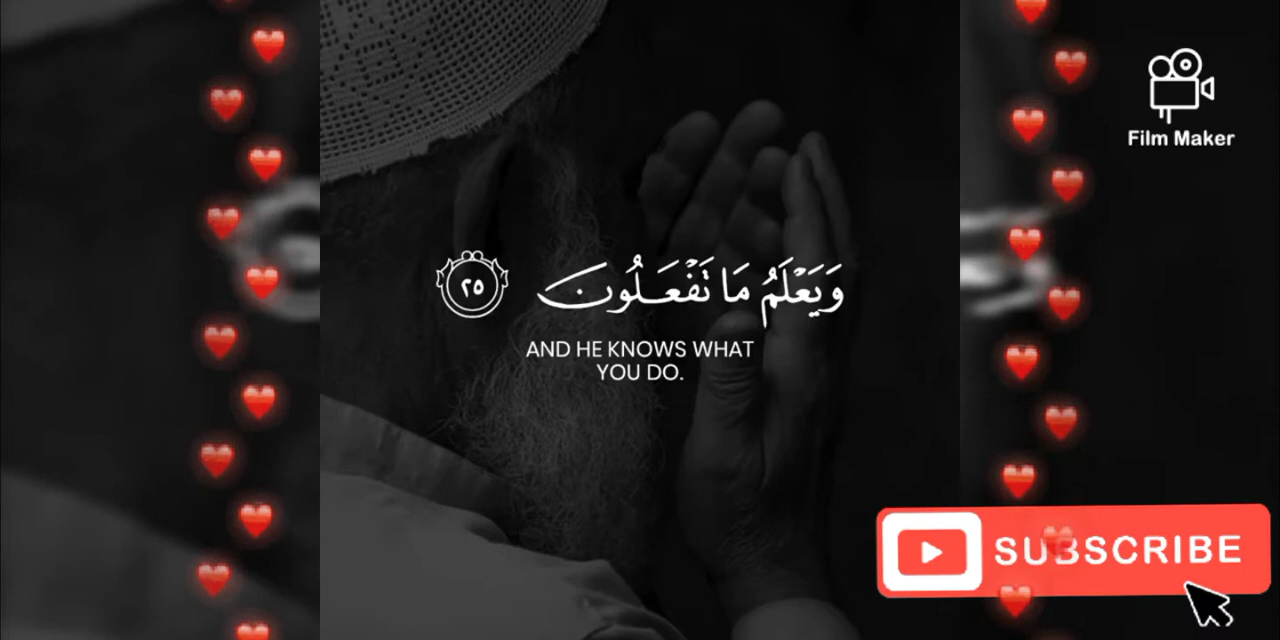 Film Maker
وَيَعْلَمُ مَا تَفْعَلُونَ ٢٥
AND HE KNOWS WHAT
YOU DO.
SUBSCRIBE